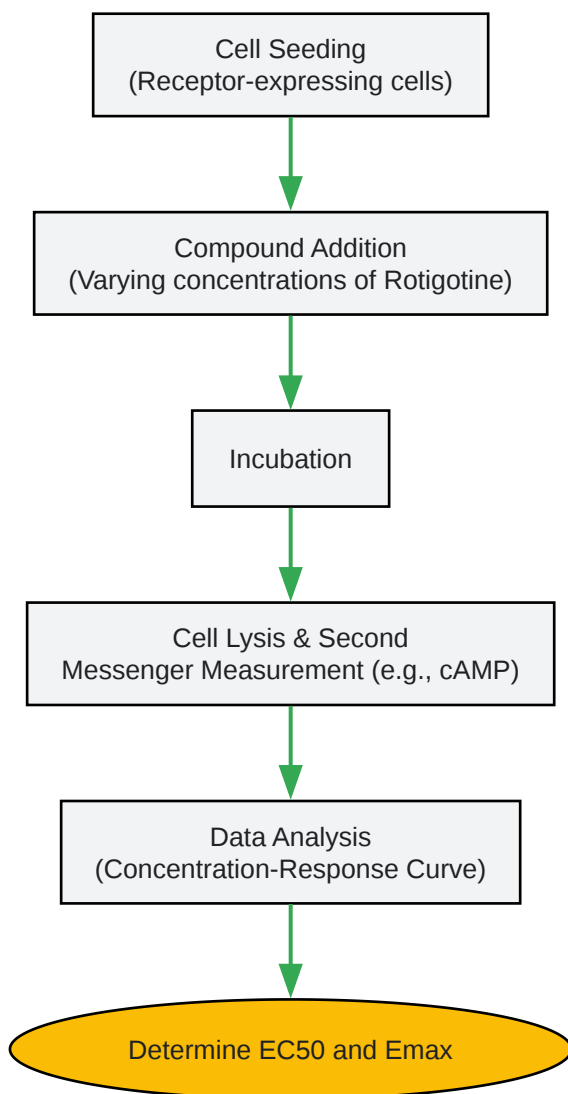 Cell Seeding
(Receptor-expressing cells)
Compound Addition
(Varying concentrations of Rotigotine)
Incubation
Cell Lysis & Second
Messenger Measurement (e.g., cAMP)
Data Analysis
(Concentration-Response Curve)
Determine EC50 and Emax